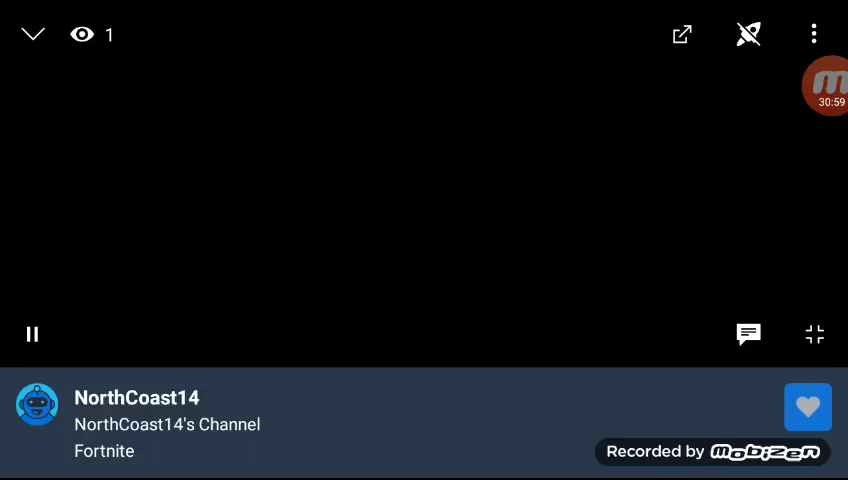 1
30:59
NorthCoast14
NorthCoast14's Channel
Fortnite
Recorded by mobizen